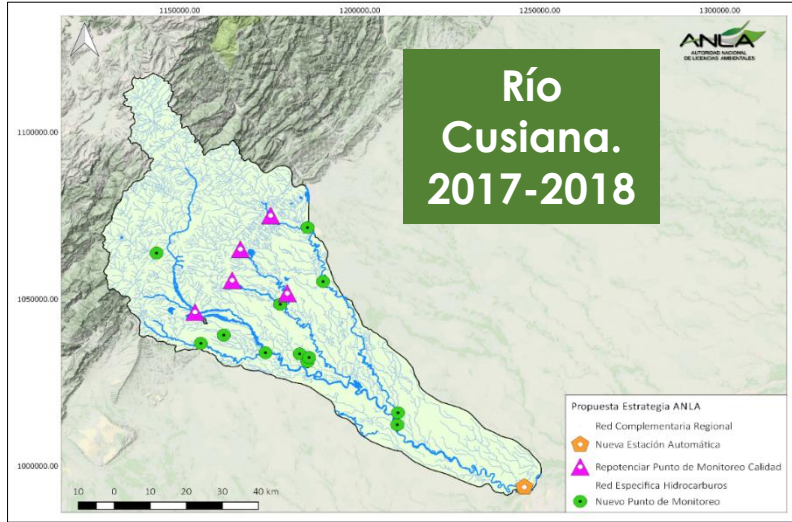 1150000.00
1200000.00
1250000.00
1300000.00
ANLA
AUTORIDAD NACIONAL
DE LICENCIAS AMBIENTALES
Río
Cusiana.
2017-2018
1100000.00
1050000.00
1000000.00
Propuesta Estrategia ANLA
Red Complementaria Regional
Nueva Estación Automática
Repotenciar Punto de Monitoreo Calidad
Red Especifica Hidrocarburos
Nuevo Punto de Monitoreo
10 0 10 20 30 40 km